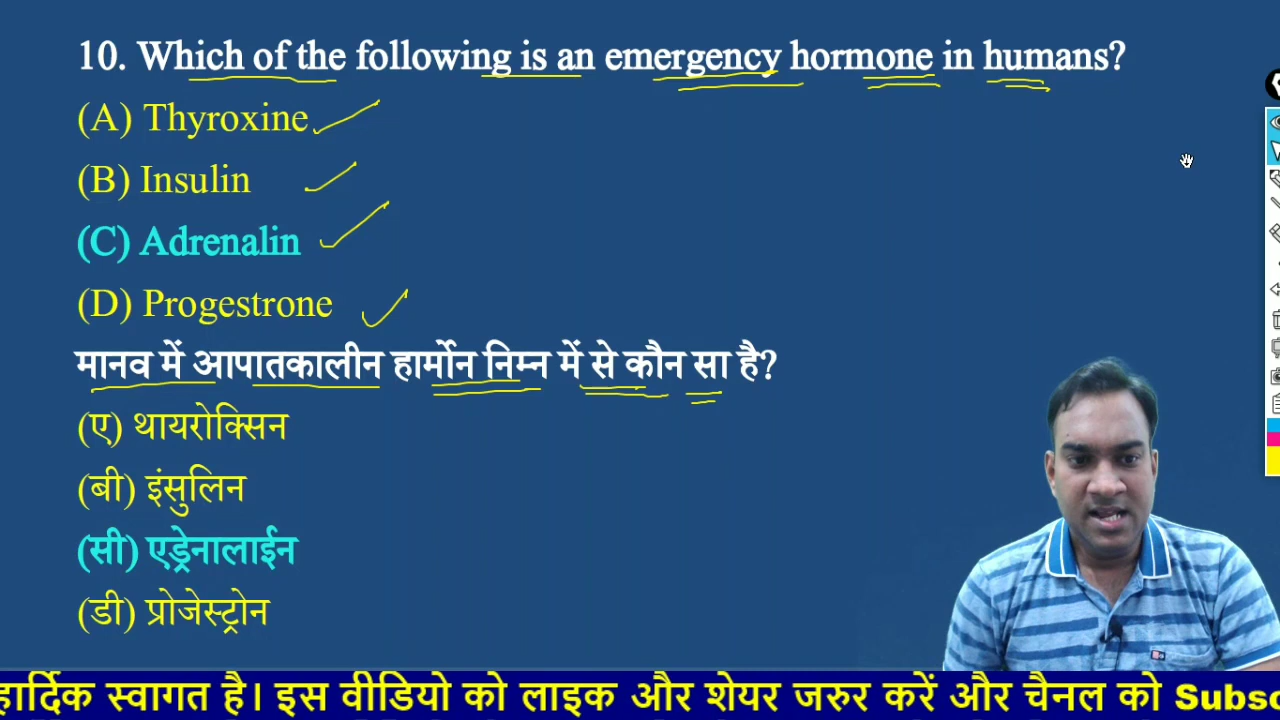 10. Which of the following is an emergency hormone in humans?
(A) Thyroxine
(B) Insulin
(C) Adrenalin
(D) Progestrone
मानव में आपातकालीन हार्मोन निम्न में से कौन सा है?
(ए) थायरोक्सिन
(बी) इंसुलिन
(सी) एड्रेनालाईन
(डी) प्रोजेस्ट्रोन
हार्दिक स्वागत है। इस वीडियो को लाइक और शेयर जरुर करें और चैनल को Subsc